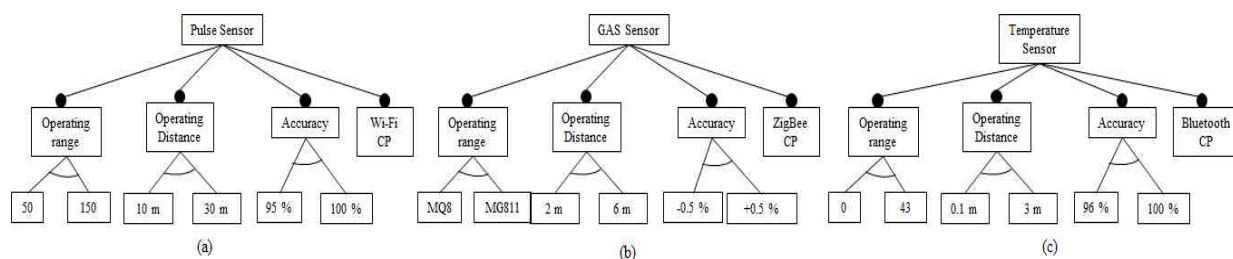 Pulse Sensor
Operating
range
Operating
Distance
Accuracy
Wi-Fi
CP
50
150
10 m
30 m
95 %
100 %
(a)
GAS Sensor
Operating
range
Operating
Distance
Accuracy
ZigBee
CP
MQ8
MG811
2 m
6 m
-0.5 %
+0.5 %
(b)
Temperature
Sensor
Operating
range
Operating
Distance
Accuracy
Bluetooth
CP
0
43
0.1 m
3 m
96 %
100 %
(c)